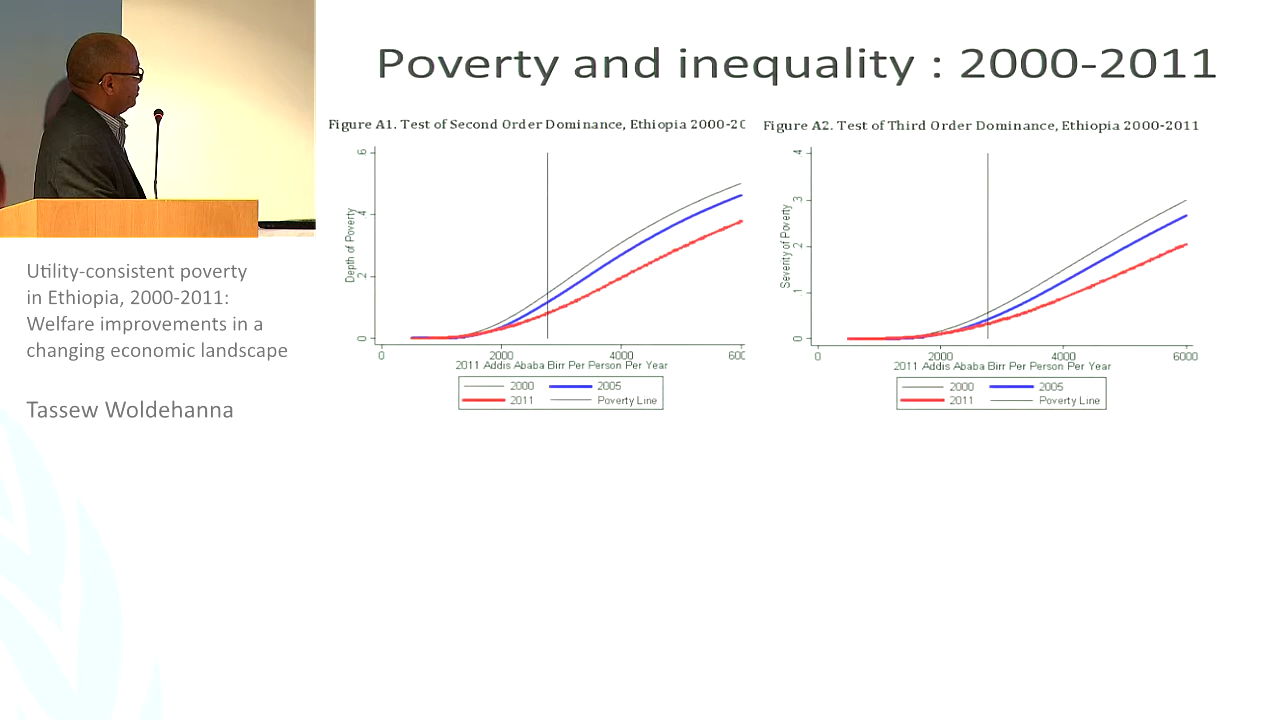 Poverty and inequality : 2000-2011
Figure A1. Test of Second Order Dominance, Ethiopia 2000-20
Depth of Poverty
0 .2 .4 .6
0 2000 4000 600
2011 Addis Ababa Birr Per Person Per Year
2000 2005
2011 Poverty Line
Figure A2. Test of Third Order Dominance, Ethiopia 2000-2011
Severity of Poverty
0 .1 .2 .3 .4
0 2000 4000 6000
2011 Addis Ababa Birr Per Person Per Year
2000 2005
2011 Poverty Line
Utility-consistent poverty
in Ethiopia, 2000-2011:
Welfare improvements in a
changing economic landscape
Tassew Woldehanna